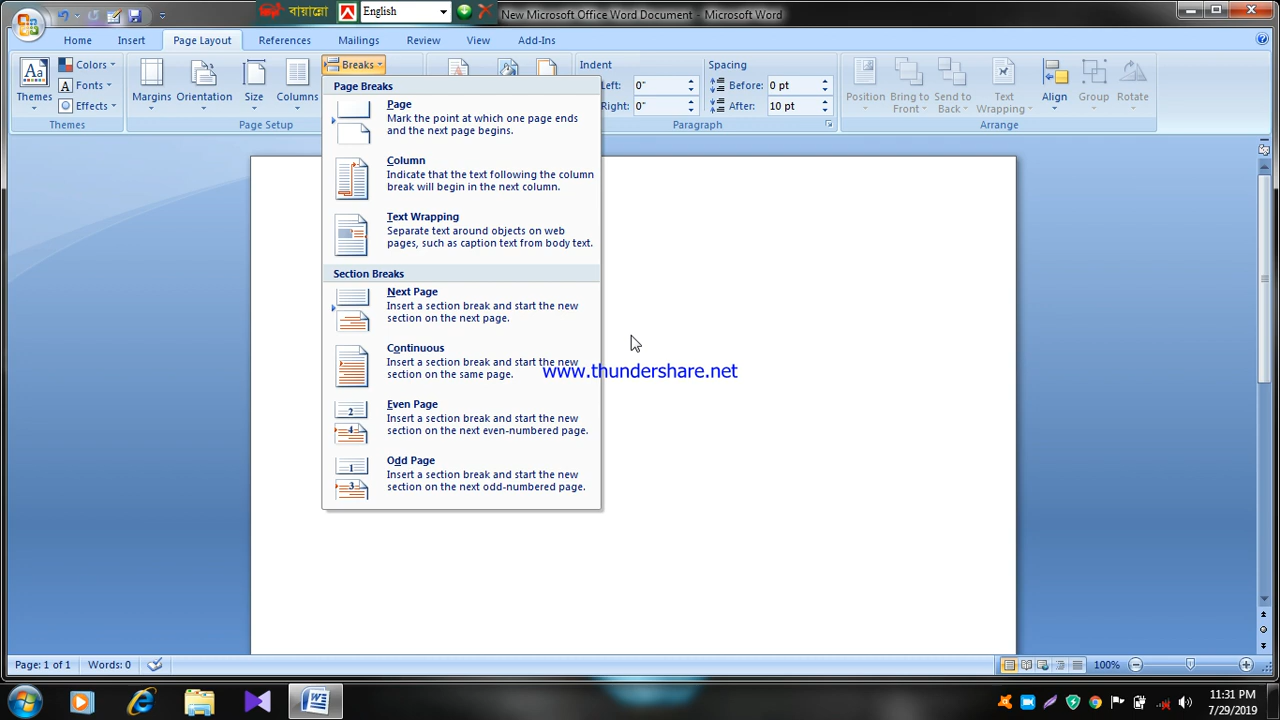 বায়ান্নো
English
New Microsoft Office Word Document - Microsoft Word
Home
Insert
Page Layout
References
Mailings
Review
View
Add-Ins
Themes
Colors
Fonts
Effects
Themes
Margins
Orientation
Size
Columns
Page Setup
Breaks
Indent
Left: 0"
Right: 0"
Spacing
Before: 0 pt
After: 10 pt
Paragraph
Position
Bring to
Front
Send to
Back
Text
Wrapping
Align
Group
Rotate
Arrange
Page Breaks
Page
Mark the point at which one page ends
and the next page begins.
Column
Indicate that the text following the column
break will begin in the next column.
Text Wrapping
Separate text around objects on web
pages, such as caption text from body text.
Section Breaks
Next Page
Insert a section break and start the new
section on the next page.
Continuous
Insert a section break and start the new
section on the same page.
Even Page
Insert a section break and start the new
section on the next even-numbered page.
Odd Page
Insert a section break and start the new
section on the next odd-numbered page.
www.thundershare.net
Page: 1 of 1
Words: 0
100%
11:31 PM
7/29/2019